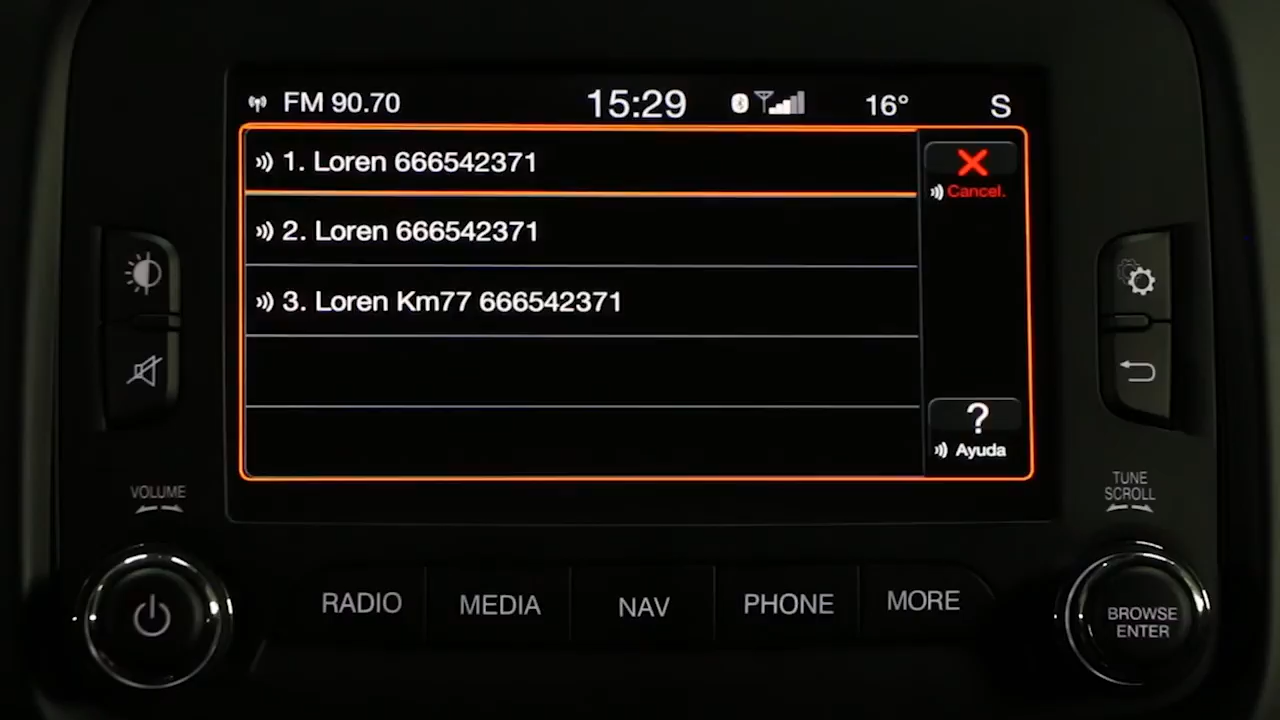 FM 90.70 15:29 16° S
1. Loren 666542371
2. Loren 666542371
3. Loren Km77 666542371
Cancel.
?
Ayuda
VOLUME
TUNE
SCROLL
RADIO MEDIA NAV PHONE MORE
BROWSE
ENTER